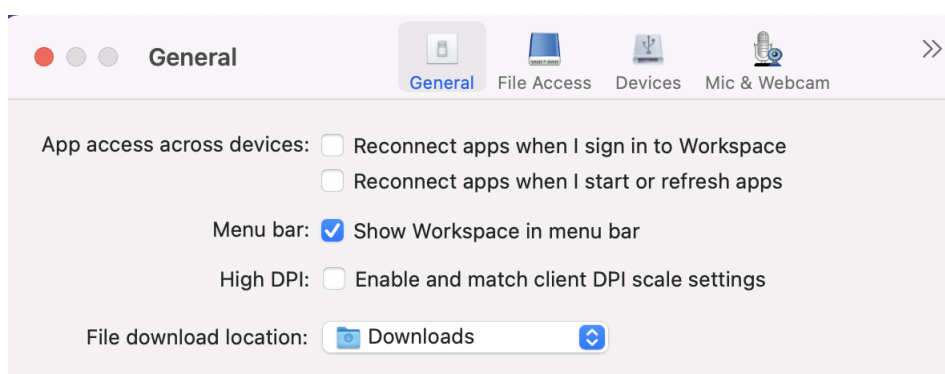 General
General File Access Devices Mic & Webcam
App access across devices: Reconnect apps when I sign in to Workspace
Reconnect apps when I start or refresh apps
Menu bar: Show Workspace in menu bar
High DPI: Enable and match client DPI scale settings
File download location: Downloads